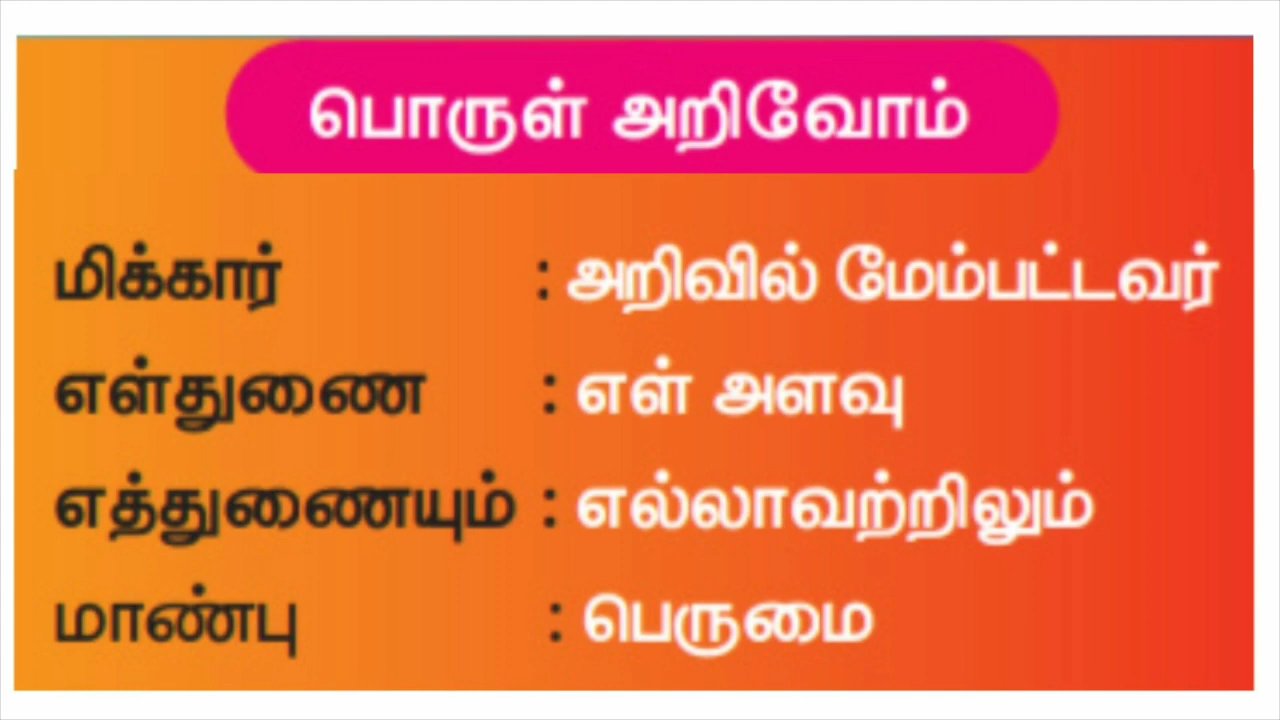 பொருள் அறிவோம்
மிக்கார் : அறிவில் மேம்பட்டவர்
எள்துணை : எள் அளவு
எத்துணையும் : எல்லாவற்றிலும்
மாண்பு : பெருமை